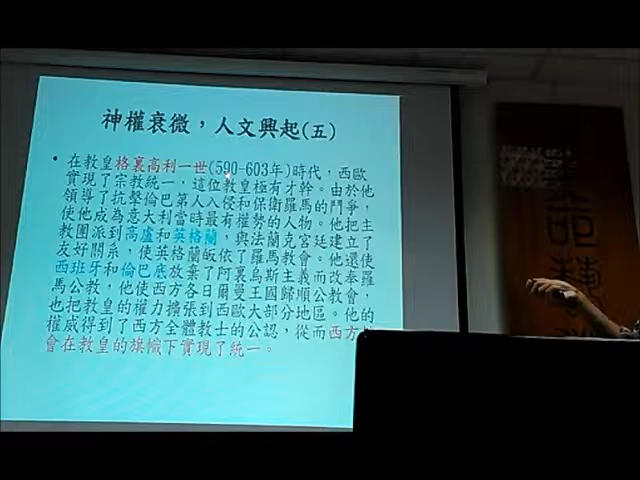 神權衰微，人文興起(五)
• 在教皇格裏高利一世(590-603年)時代，西歐
實現了宗教統一，這位教皇極有才幹。由於他
領導了抗擊倫巴第人入侵和保衛羅馬的鬥爭，
使他成為意大利當時最有權勢的人物。他把主
教團派到高盧和英格蘭，與法蘭克宮廷建立了
友好關系，使英格蘭皈依了羅馬教會。他還使
西班牙和倫巴底放棄了阿裏烏斯主義而改奉羅
馬公教，他使西方各日爾曼王國歸順公教會，
也把教皇的權力擴張到西歐大部分地區。他的
權威得到了西方全體教士的公認，從而西方
會在教皇的旗幟下實現了統一。